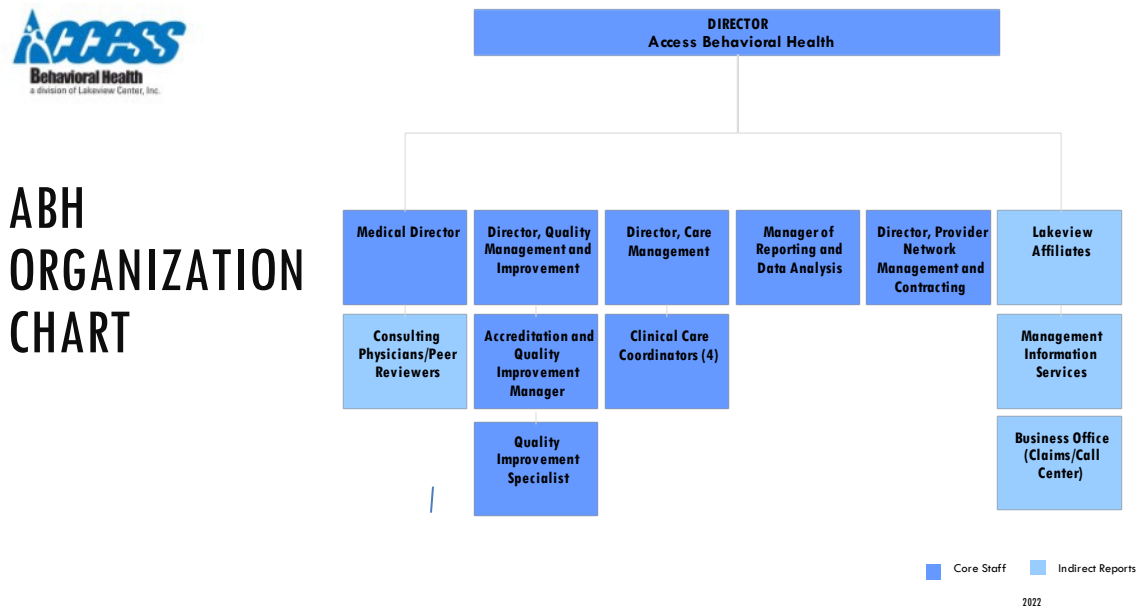 ACCESS
Behavioral Health
a division of Lakeview Center, Inc.
DIRECTOR
Access Behavioral Health
ABH
ORGANIZATION
CHART
Medical Director
Director, Quality
Management and
Improvement
Director, Care
Management
Manager of
Reporting and
Data Analysis
Director, Provider
Network
Management and
Contracting
Lakeview
Affiliates
Consulting
Physicians/Peer
Reviewers
Accreditation and
Quality
Improvement
Manager
Clinical Care
Coordinators (4)
Management
Information
Services
Quality
Improvement
Specialist
Business Office
(Claims/Call
Center)
Core Staff
Indirect Reports
2022